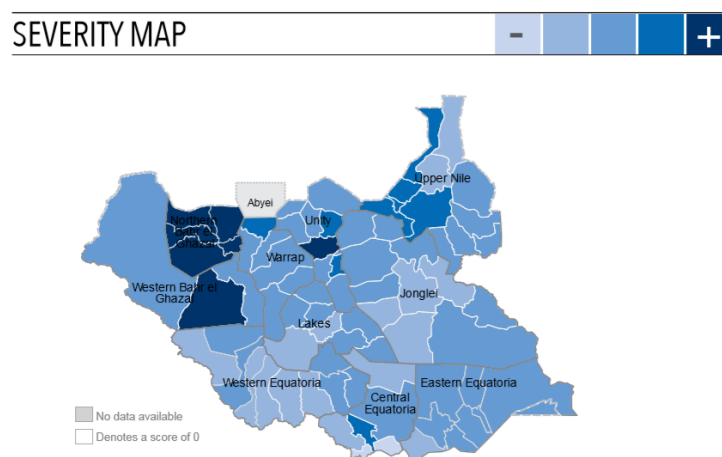 SEVERITY MAP
- +
Upper Nile
Abyei
Northern
Bahr el
Ghazal
Unity
Warrap
Western Bahr el
Ghazal
Jonglei
Lakes
Western Equatoria
Central
Equatoria
Eastern Equatoria
No data available
Denotes a score of 0